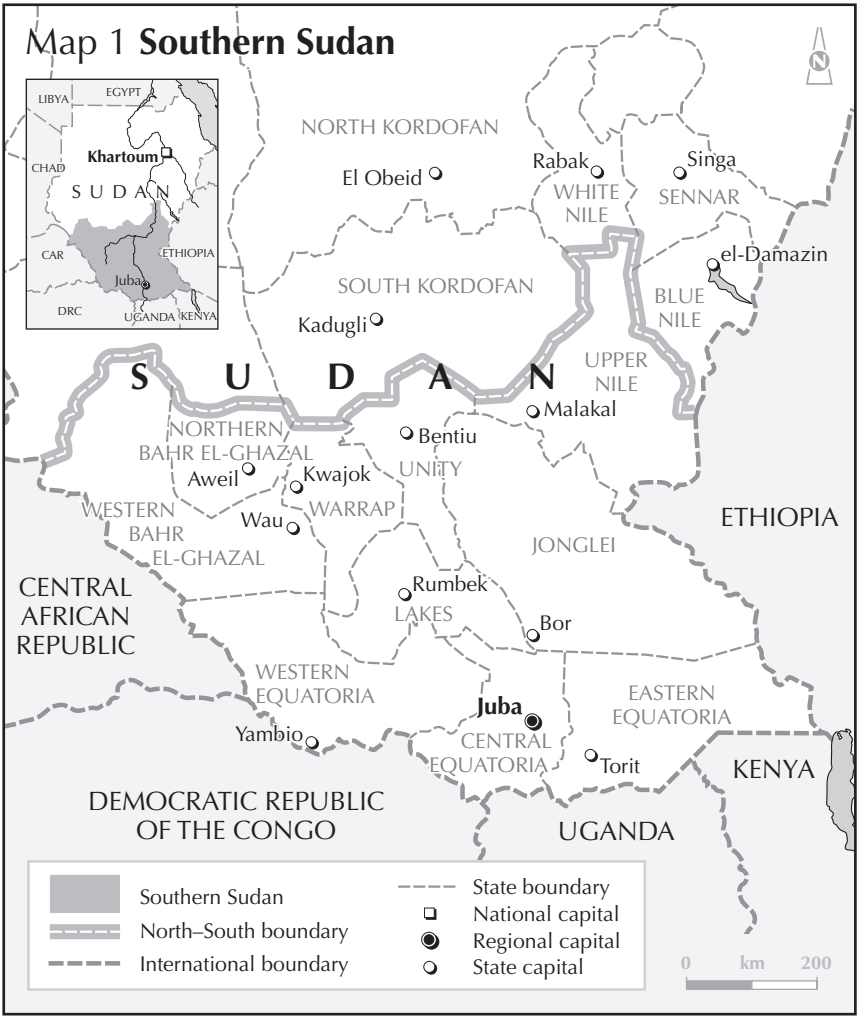 Map 1 Southern Sudan
N
LIBYA
EGYPT
Khartoum
CHAD
SUDAN
CAR
ETHIOPIA
Juba
DRC
UGANDA
KENYA
NORTH KORDOFAN
El Obeid
Rabak
WHITE
NILE
Singa
SENNAR
el-Damazin
BLUE
NILE
SOUTH KORDOFAN
Kadugli
SUDAN
UPPER
NILE
Malakal
NORTHERN
BAHR EL-GHAZAL
Aweil
Bentiu
UNITY
Kwajok
WARRAP
WESTERN
BAHR
EL-GHAZAL
Wau
ETHIOPIA
JONGLEI
CENTRAL
AFRICAN
REPUBLIC
Rumbek
LAKES
Bor
WESTERN
EQUATORIA
Yambio
Juba
CENTRAL
EQUATORIA
EASTERN
EQUATORIA
Torit
KENYA
DEMOCRATIC REPUBLIC
OF THE CONGO
UGANDA
Southern Sudan
North–South boundary
International boundary
State boundary
National capital
Regional capital
State capital
0 km 200